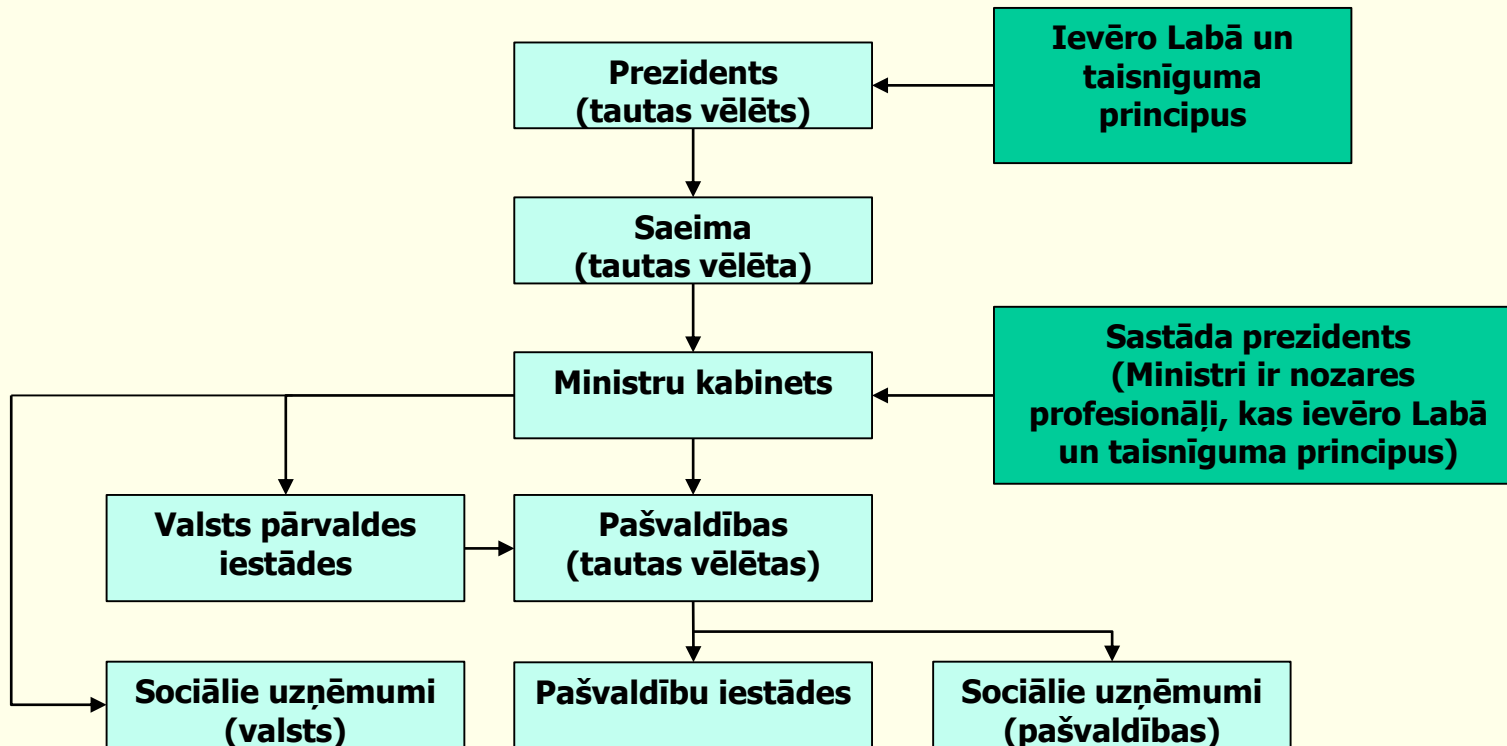 Ievēro Labā un
taisnīguma
principus
Prezidents
(tautas vēlēts)
Saeima
(tautas vēlēta)
Sastāda prezidents
(Ministri ir nozares
profesionāļi, kas ievēro Labā
un taisnīguma principus)
Ministru kabinets
Valsts pārvaldes
iestādes
Pašvaldības
(tautas vēlētas)
Sociālie uzņēmumi
(valsts)
Pašvaldību iestādes
Sociālie uzņēmumi
(pašvaldības)